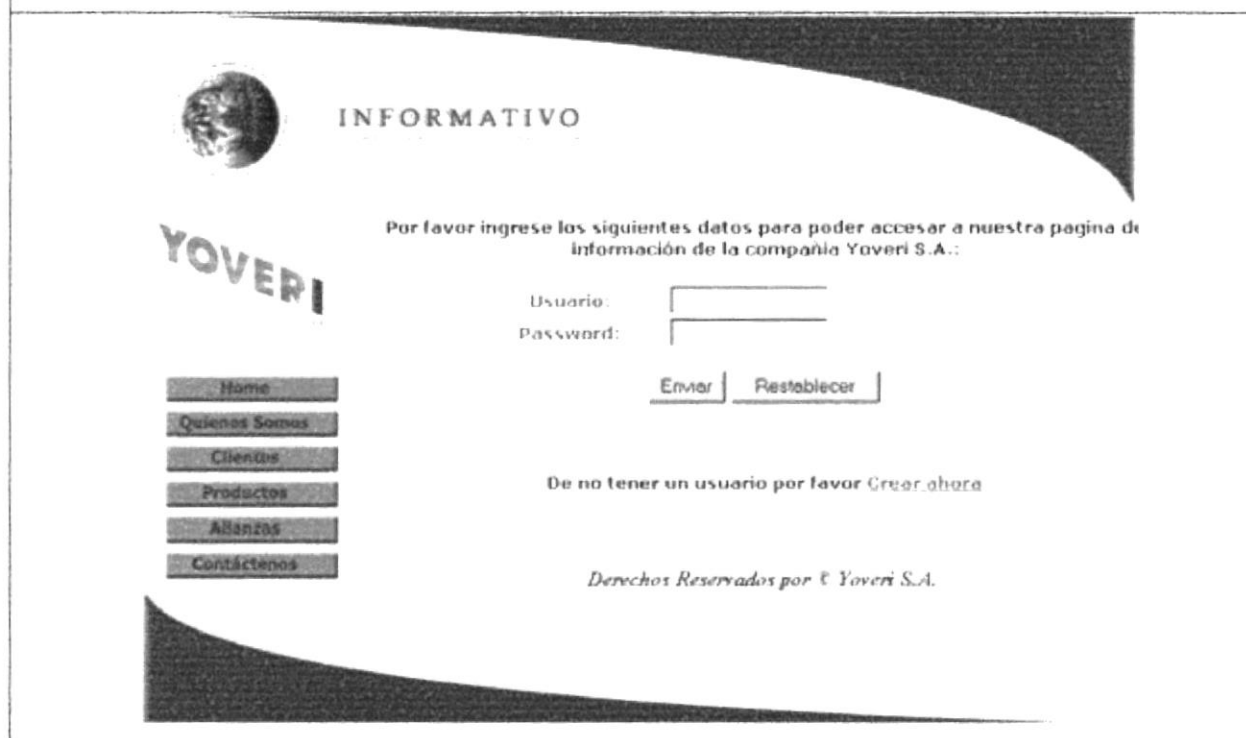 INFORMATIVO
YOVERI
Por favor ingrese los siguientes datos para poder accesar a nuestra pagina de
información de la compañia Yoveri S.A.:
Usuario:
Password:
Enviar Restablecer
Home
Quienes Somos
Clientes
Productos
Alianzas
Contáctenos
De no tener un usuario por favor Crear ahora
Derechos Reservados por © Yoveri S.A.